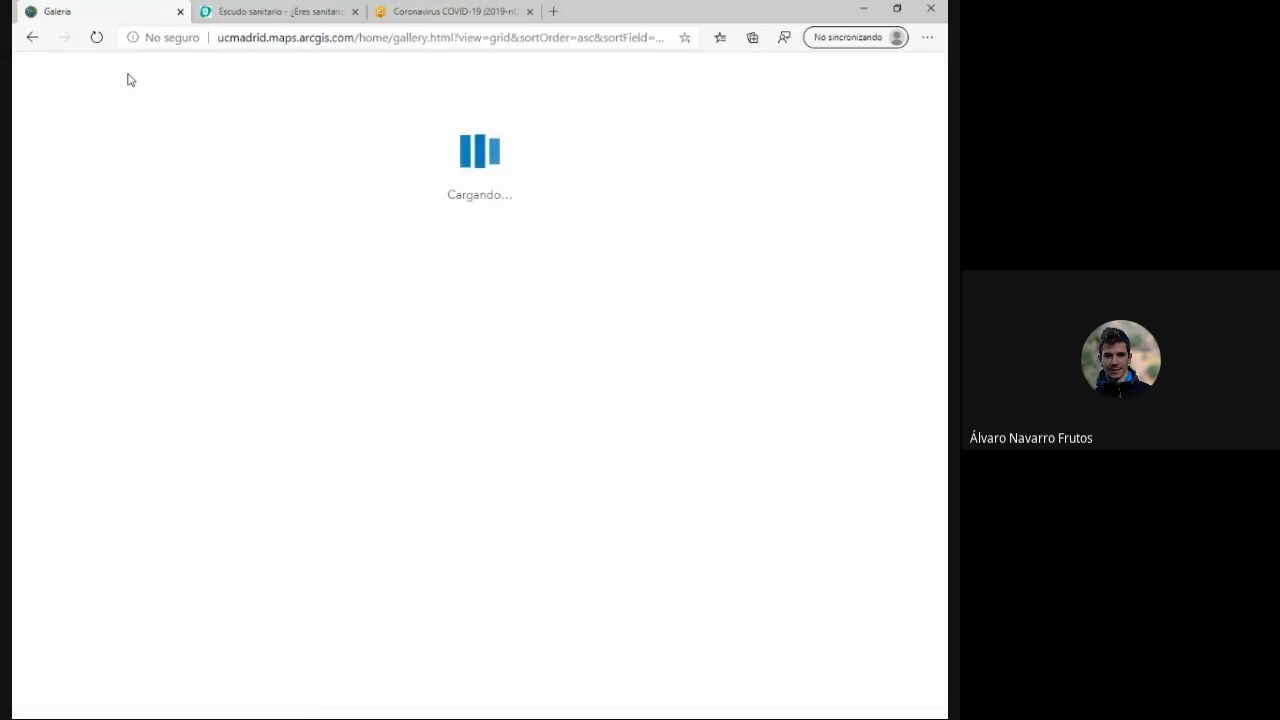 Galería
Escudo sanitario - ¿Eres sanitario
Coronavirus COVID-19 (2019-nC
No seguro
ucmadrid.maps.arcgis.com/home/gallery.html?view=grid&sortOrder=asc&sortField=...
No sincronizando
Cargando...
Álvaro Navarro Frutos